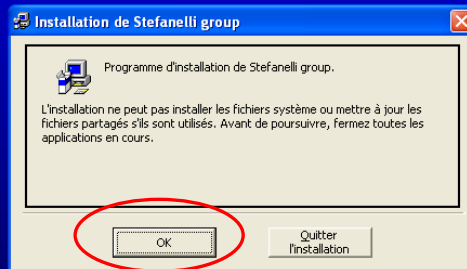 Installation de Stefanelli group
Programme d'installation de Stefanelli group.
L'installation ne peut pas installer les fichiers système ou mettre à jour les
fichiers partagés s'ils sont utilisés. Avant de poursuivre, fermez toutes les
applications en cours.
OK
Quitter
l'installation